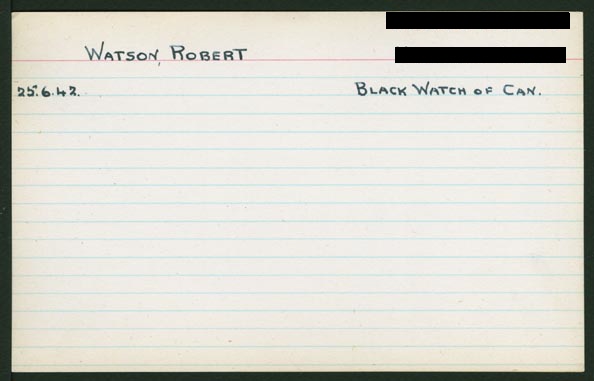 WATSON, ROBERT
25.6.42. BLACK WATCH OF CAN.